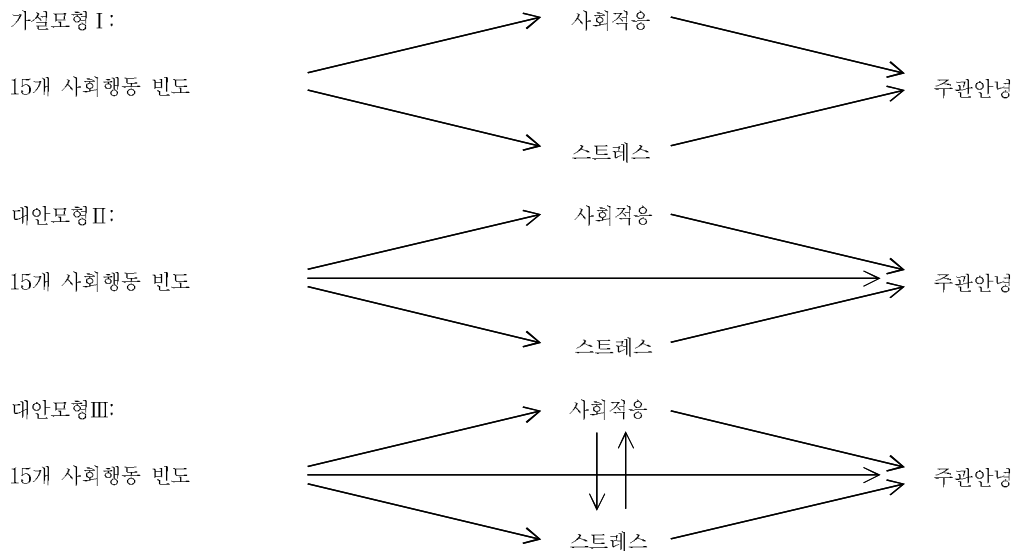 가설모형Ⅰ:
사회적응
15개 사회행동 빈도
주관안녕
스트레스
대안모형Ⅱ:
사회적응
15개 사회행동 빈도
주관안녕
스트레스
대안모형Ⅲ:
사회적응
15개 사회행동 빈도
주관안녕
스트레스